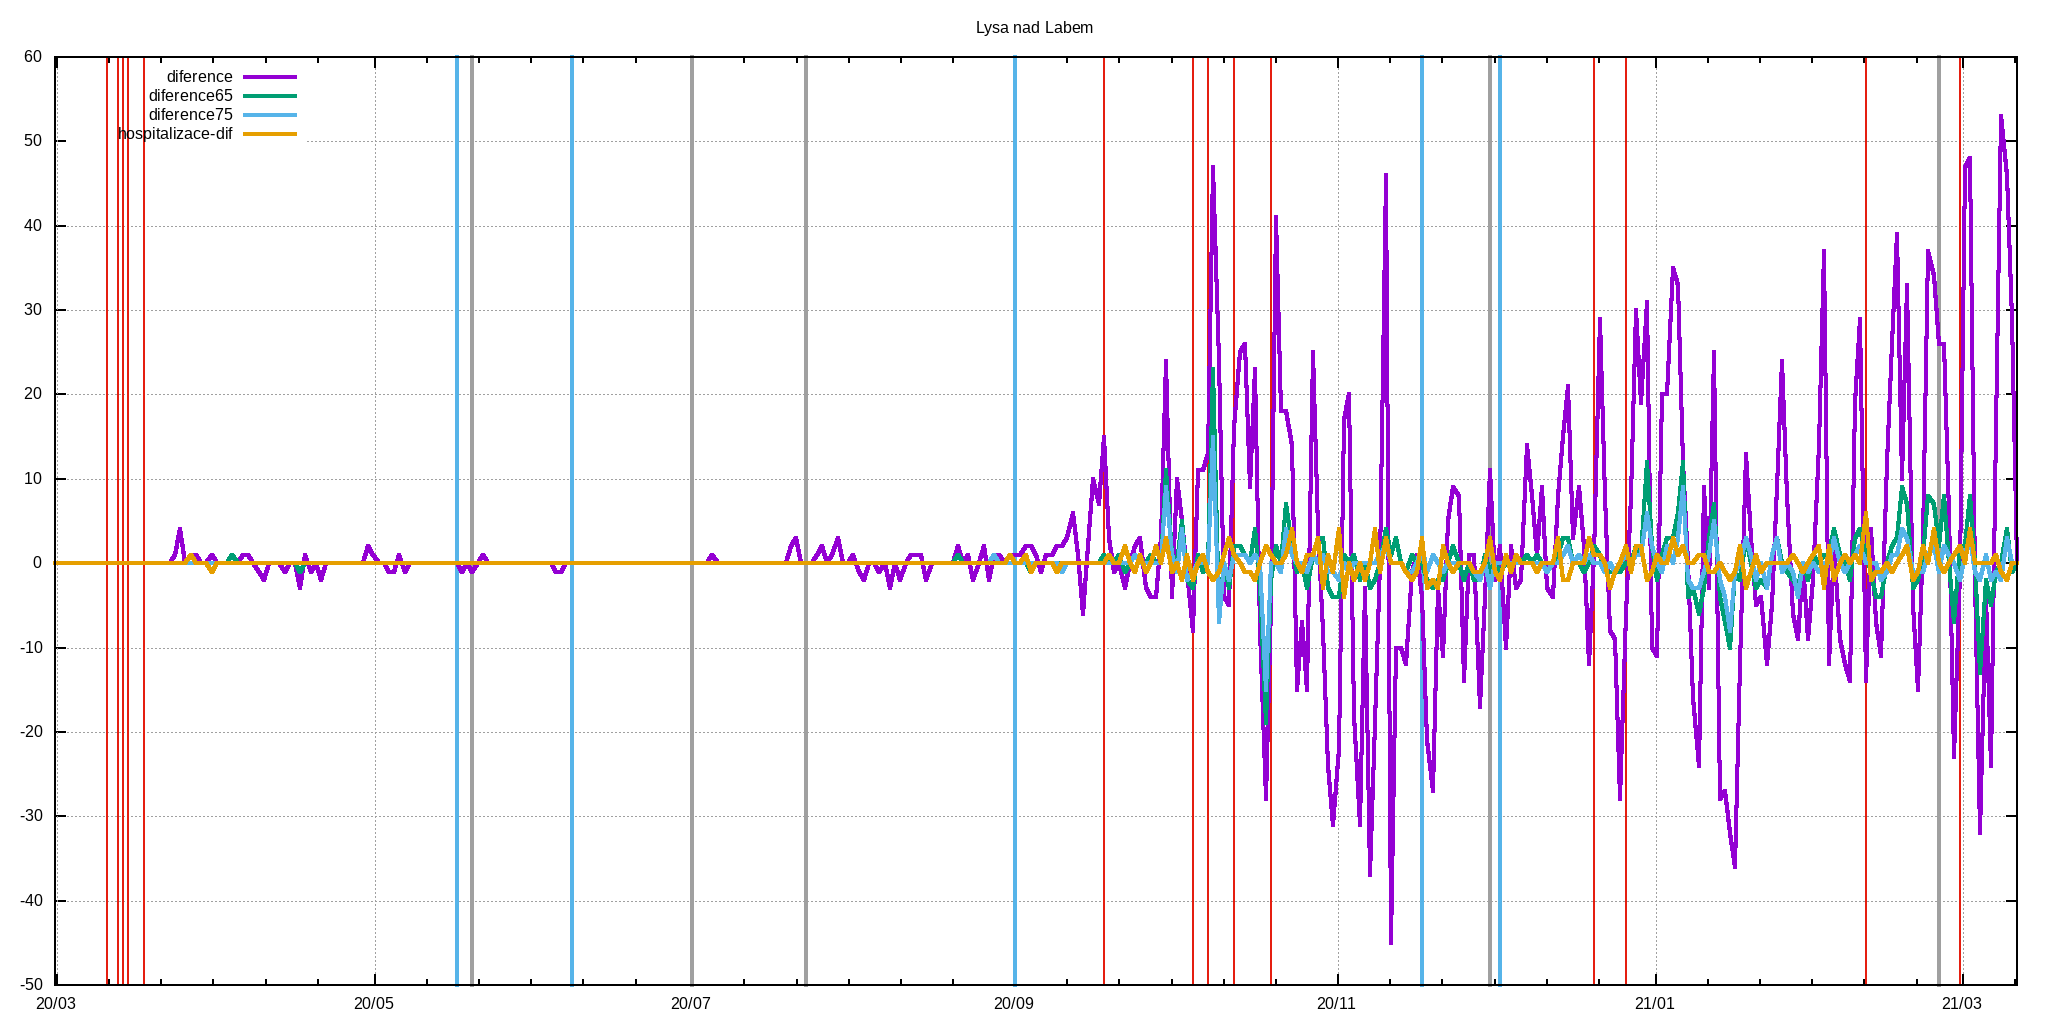 Lysa nad Labem
60
50
40
30
20
10
0
-10
-20
-30
-40
-50
diference
diference65
diference75
hospitalizace-dif
20/03 20/05 20/07 20/09 20/11 21/01 21/03